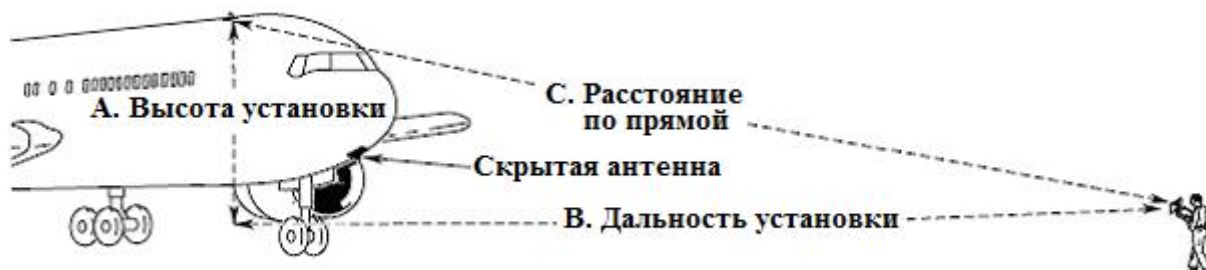 А. Высота установки
С. Расстояние
по прямой
Скрытая антенна
В. Дальность установки